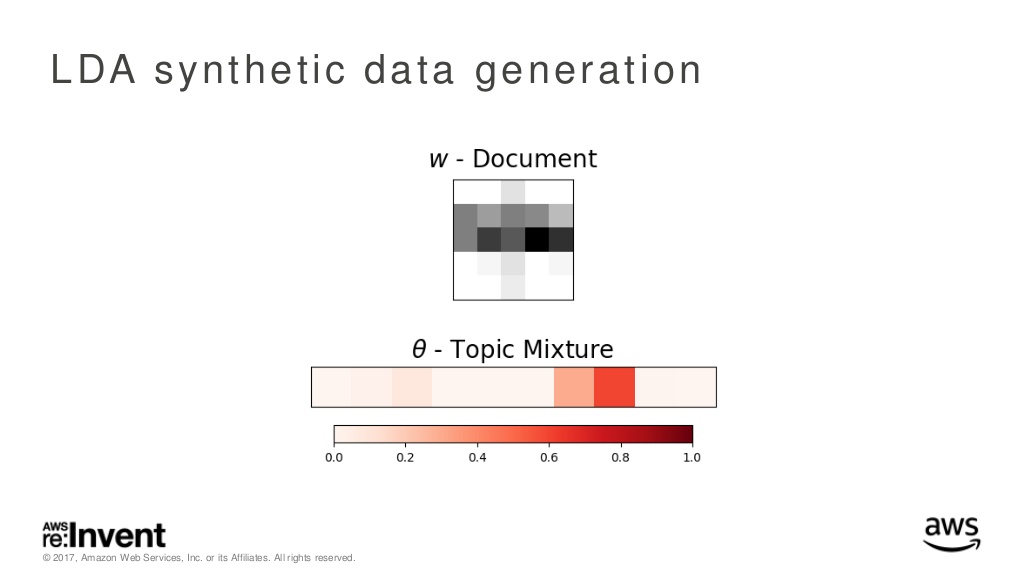 LDA synthetic data generation
w - Document
θ - Topic Mixture
0.0 0.2 0.4 0.6 0.8 1.0
AWS
re:Invent
aws
© 2017, Amazon Web Services, Inc. or its Affiliates. All rights reserved.